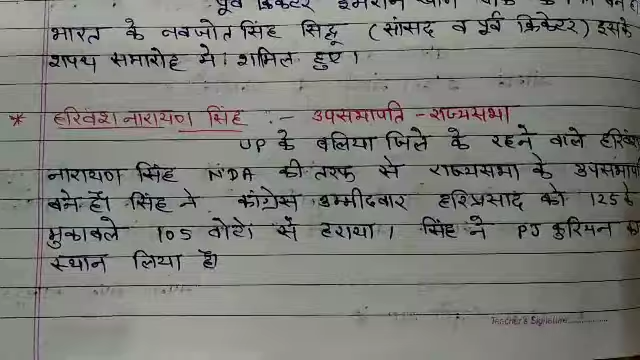 पूर्व क्रिकेटर इमरान खान
भारत के नवजोत सिंह सिद्धू (सांसद व पूर्व क्रिकेटर) इसके
शपथ समारोह में शामिल हुए।
* हरिवंश नारायण सिंह :- उपसभापति - राज्यसभा
UP के बलिया जिले के रहने वाले हरिवंश
नारायण सिंह NDA की तरफ से राज्यसभा के उपसभापति
बने हैं। सिंह ने कांग्रेस उम्मीदवार हरिप्रसाद को 125 के
मुकाबले 105 वोटों से हराया। सिंह ने PJ कुरियन का
स्थान लिया है
Teacher's Signature